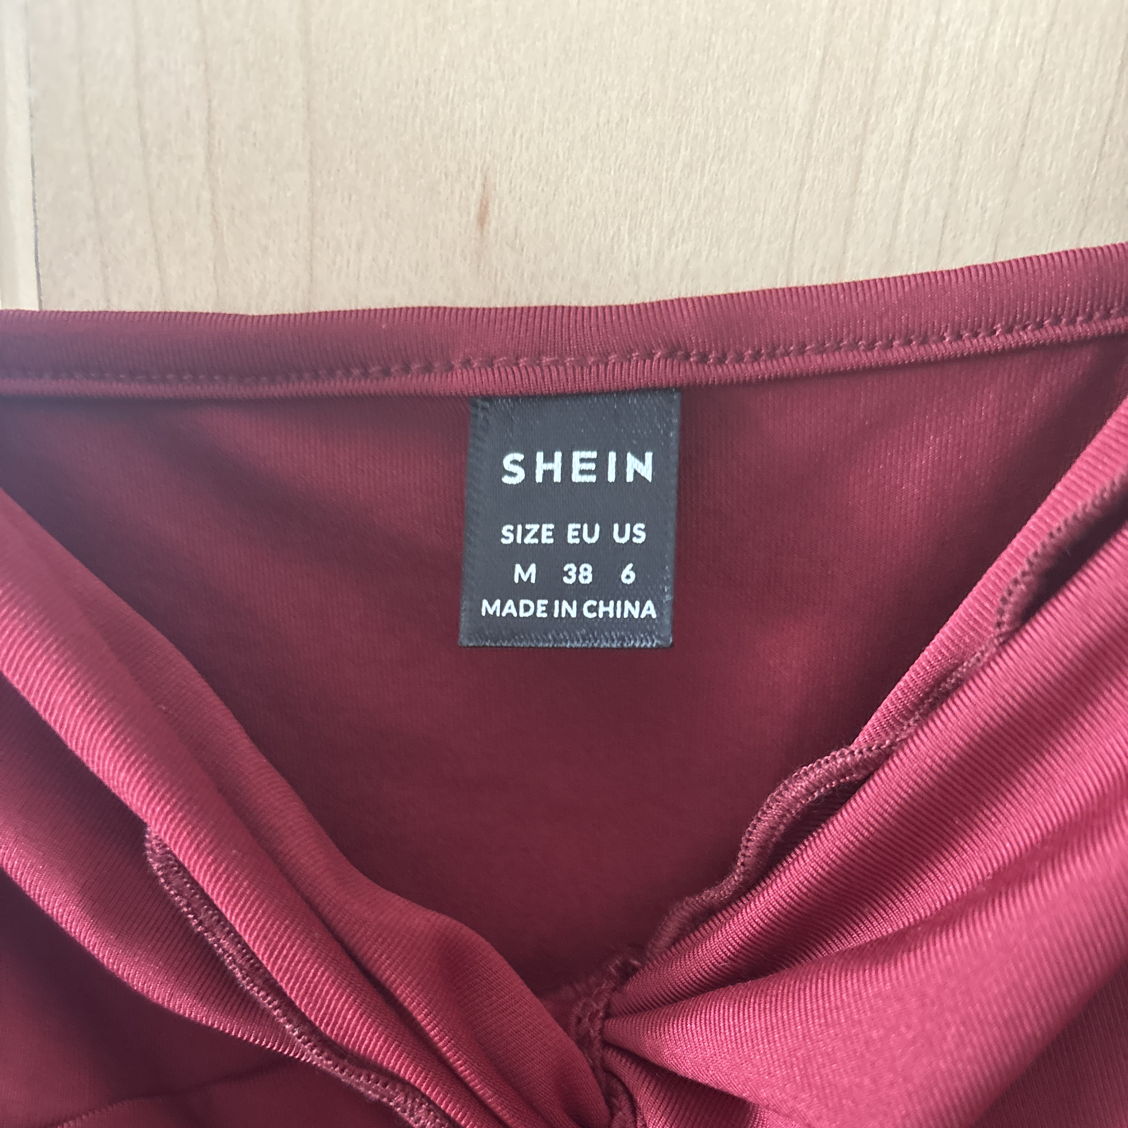 SHEIN
SIZE EU US
M 38 6
MADE IN CHINA